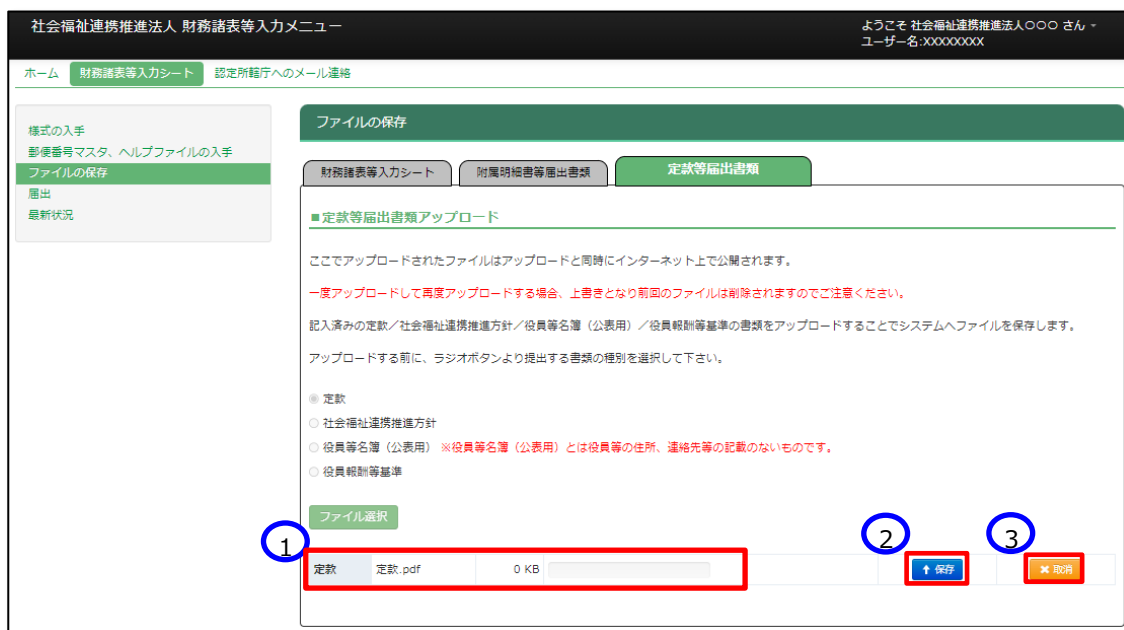 社会福祉連携推進法人 財務諸表等入力メニュー
ようこそ 社会福祉連携推進法人〇〇〇 さん
ユーザー名:XXXXXXXX
ホーム 財務諸表等入力シート 認定所轄庁へのメール連絡
様式の入手
郵便番号マスタ、ヘルプファイルの入手
ファイルの保存
届出
最新状況
ファイルの保存
財務諸表等入力シート 附属明細書等届出書類 定款等届出書類
■定款等届出書類アップロード
ここでアップロードされたファイルはアップロードと同時にインターネット上で公開されます。
一度アップロードして再度アップロードする場合、上書きとなり前回のファイルは削除されますのでご注意ください。
記入済みの定款／社会福祉連携推進方針／役員等名簿（公表用）／役員報酬等基準の書類をアップロードすることでシステムへファイルを保存します。
アップロードする前に、ラジオボタンより提出する書類の種別を選択して下さい。
定款
社会福祉連携推進方針
役員等名簿（公表用） ※役員等名簿（公表用）とは役員等の住所、連絡先等の記載のないものです。
役員報酬等基準
ファイル選択
1 2 3
定款 定款.pdf 0 KB 保存 取消